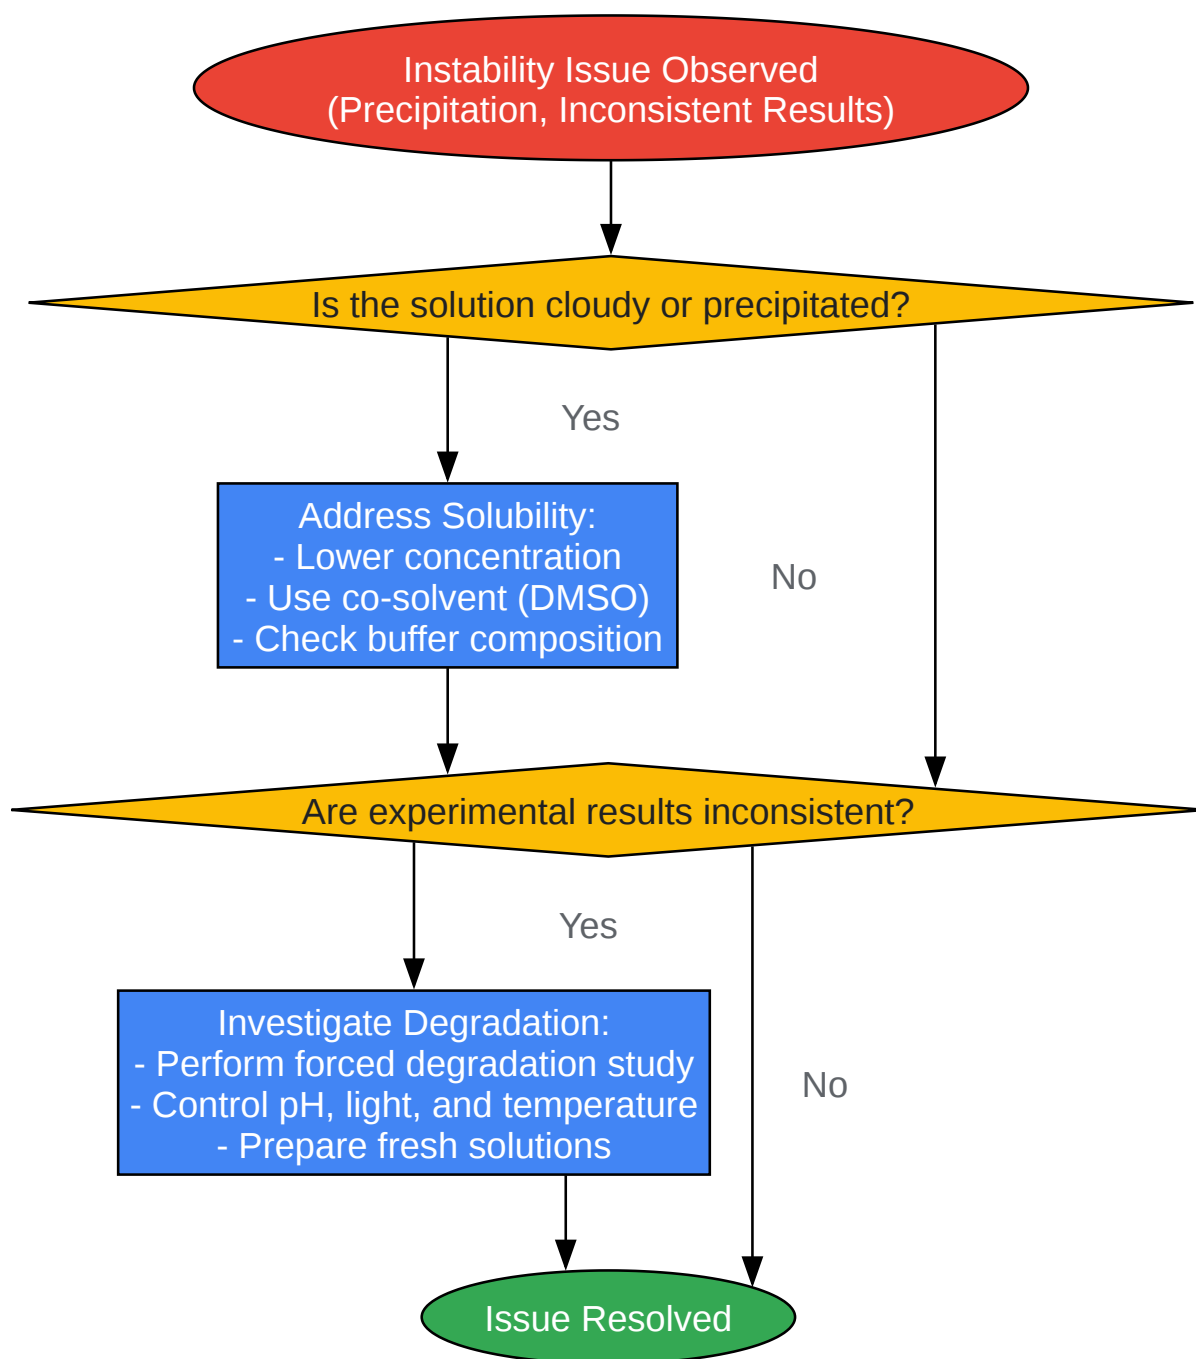 Instability Issue Observed
(Precipitation, Inconsistent Results)
Is the solution cloudy or precipitated?
Yes
Address Solubility:
- Lower concentration
- Use co-solvent (DMSO)
- Check buffer composition
No
Are experimental results inconsistent?
Yes
Investigate Degradation:
- Perform forced degradation study
- Control pH, light, and temperature
- Prepare fresh solutions
No
Issue Resolved